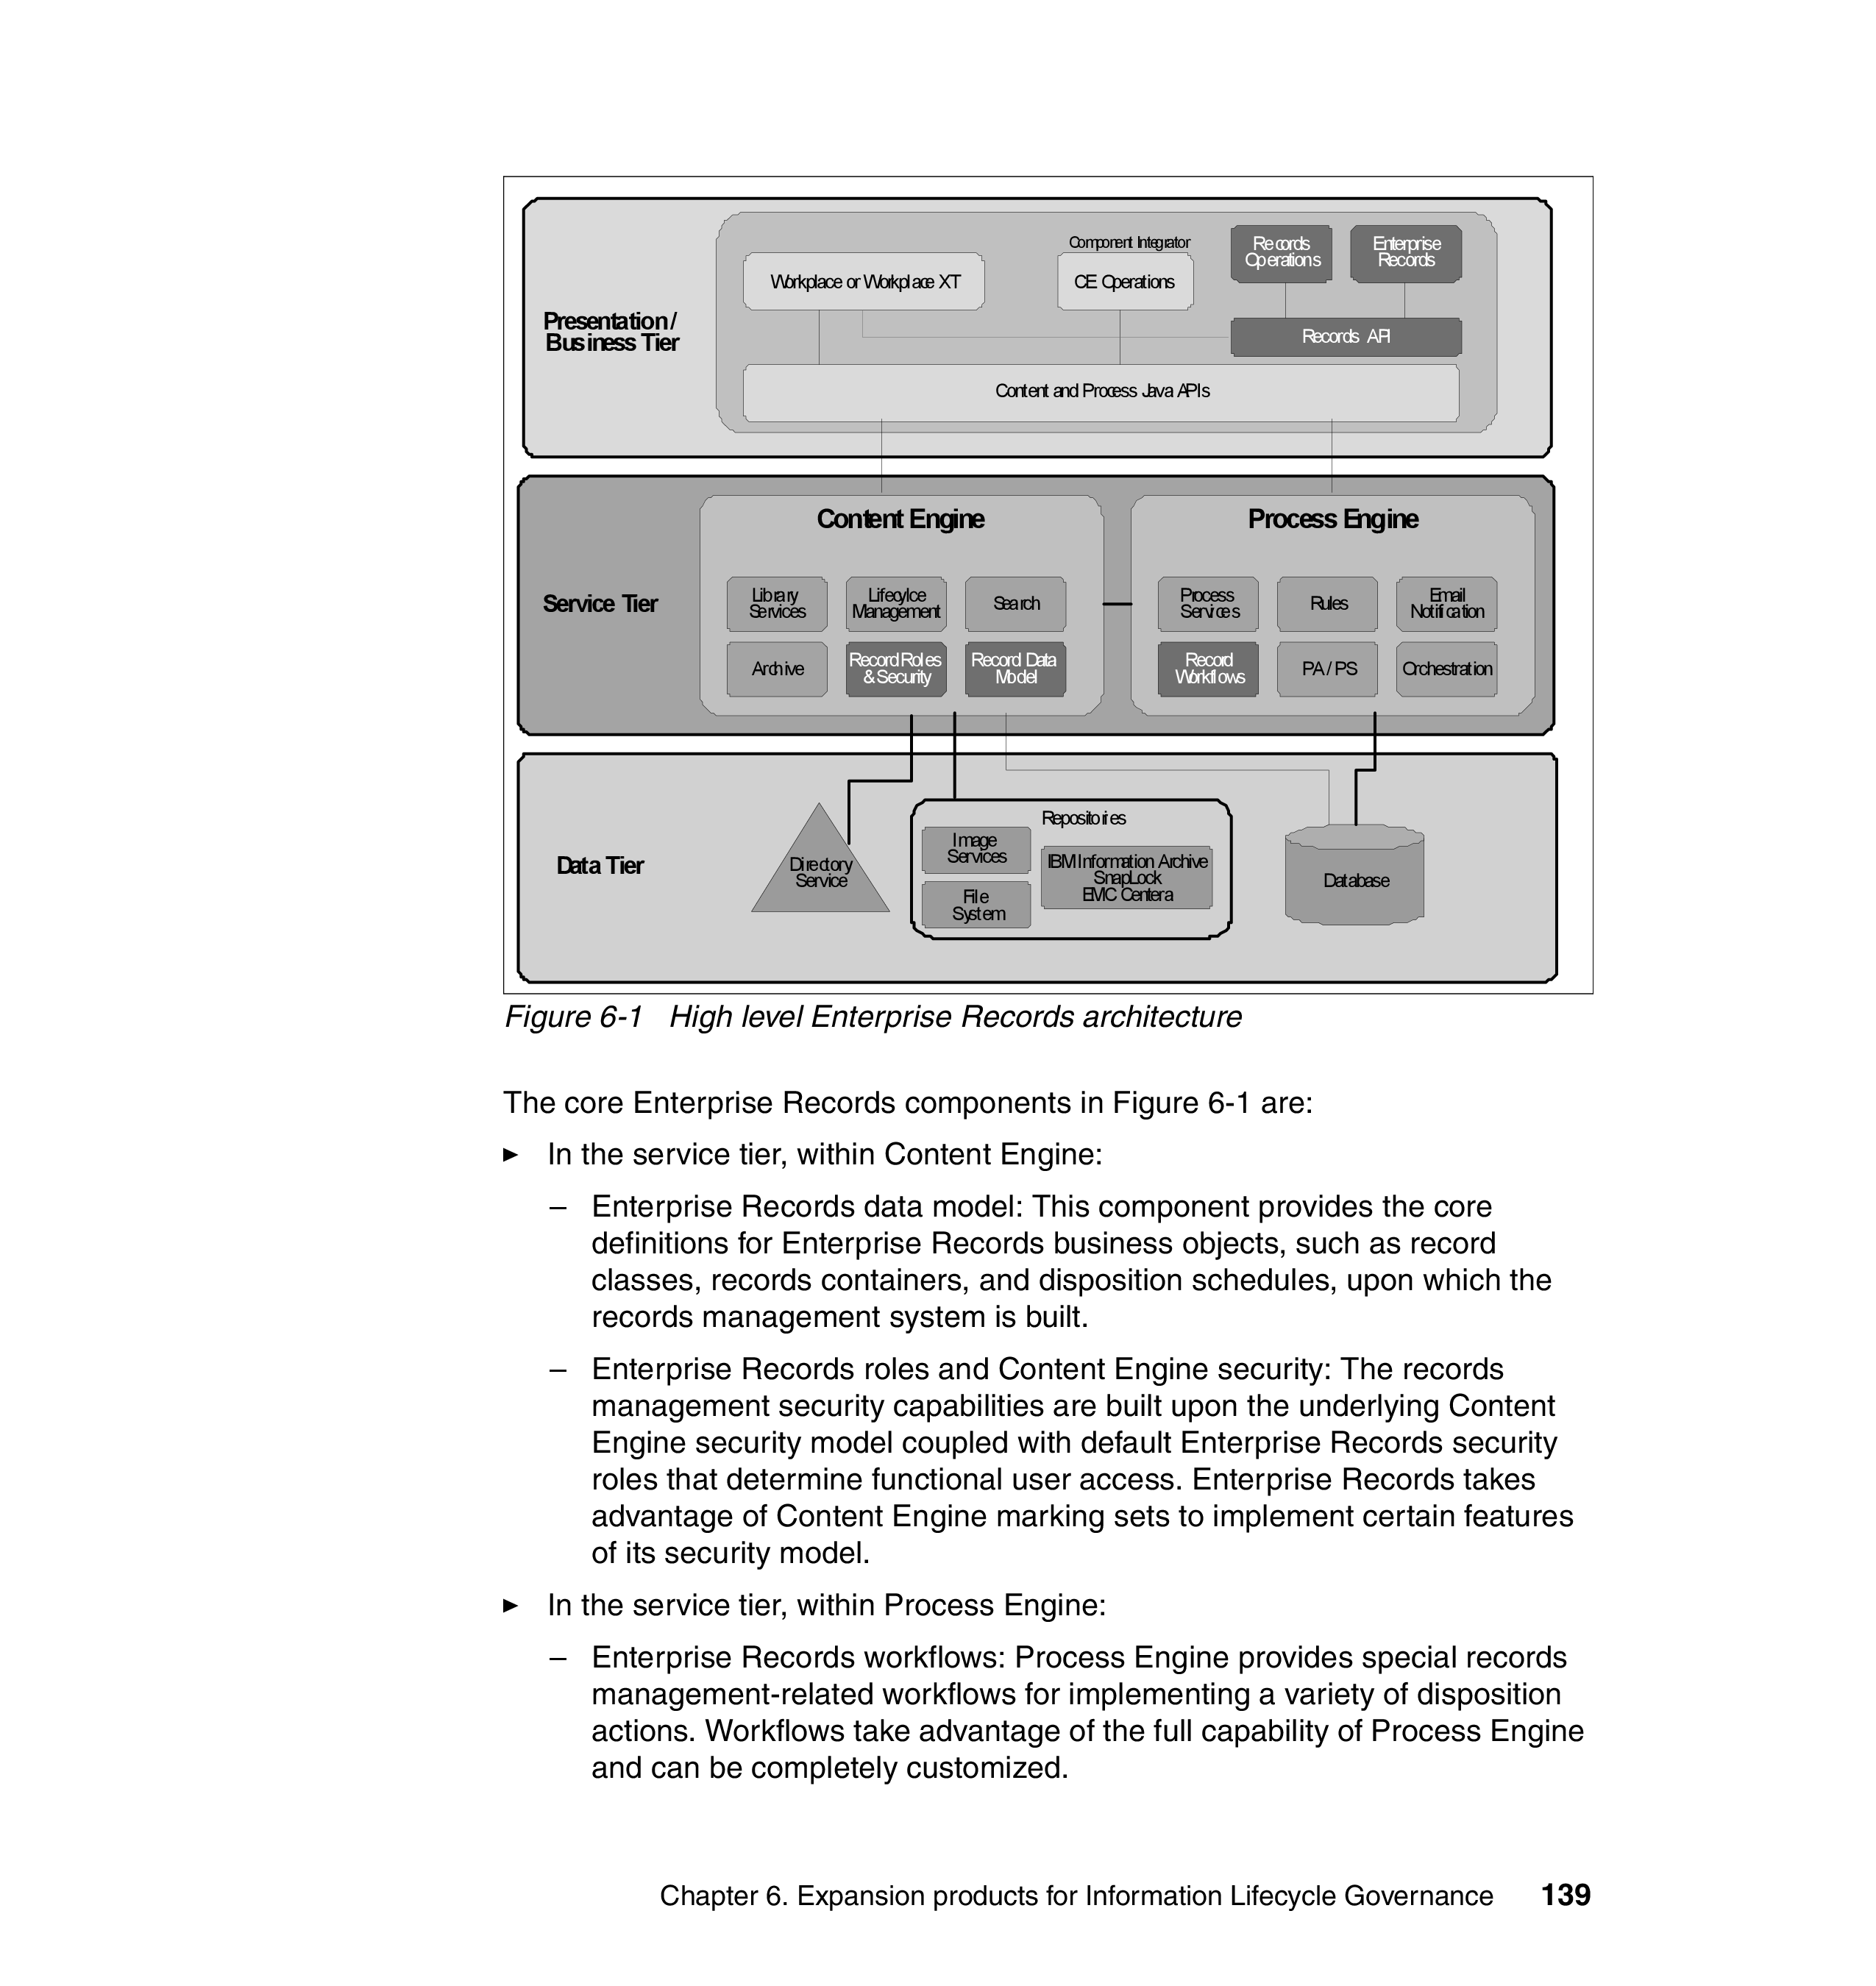 Component Integrator
Records
Operations
Enterprise
Records
Workplace or Workplace XT
CE Operations
Presentation/
Business Tier
Records API
Content and Process Java APIs
Content Engine
Process Engine
Service Tier
Library
Services
Lifecylce
Management
Search
Process
Services
Rules
Email
Notification
Archive
Record Roles
& Security
Record Data
Model
Record
Workflows
PA / PS
Orchestration
Data Tier
Directory
Service
Repositories
Image
Services
File
System
IBM Information Archive
SnapLock
EMC Centera
Database
Figure 6-1 High level Enterprise Records architecture
The core Enterprise Records components in Figure 6-1 are:
► In the service tier, within Content Engine:
– Enterprise Records data model: This component provides the core
definitions for Enterprise Records business objects, such as record
classes, records containers, and disposition schedules, upon which the
records management system is built.
– Enterprise Records roles and Content Engine security: The records
management security capabilities are built upon the underlying Content
Engine security model coupled with default Enterprise Records security
roles that determine functional user access. Enterprise Records takes
advantage of Content Engine marking sets to implement certain features
of its security model.
► In the service tier, within Process Engine:
– Enterprise Records workflows: Process Engine provides special records
management-related workflows for implementing a variety of disposition
actions. Workflows take advantage of the full capability of Process Engine
and can be completely customized.
Chapter 6. Expansion products for Information Lifecycle Governance 139